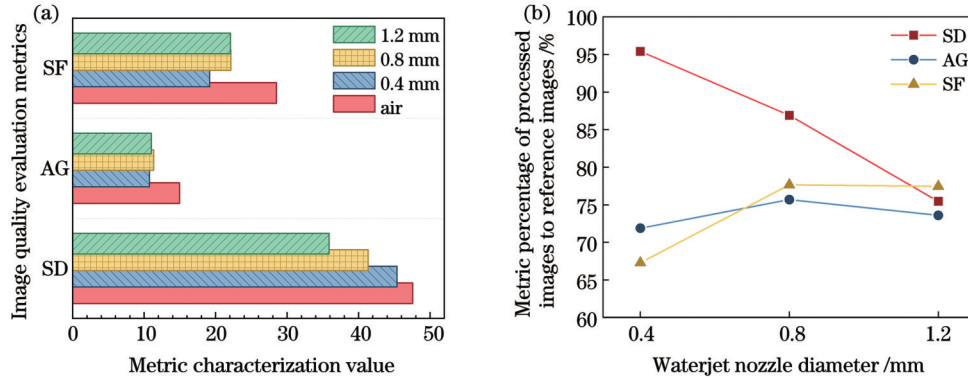 (a)
Image quality evaluation metrics
SF
AG
SD
1.2 mm
0.8 mm
0.4 mm
air
0 10 20 30 40 50
Metric characterization value
(b)
Metric percentage of processed
images to reference images /%
100
95
90
85
80
75
70
65
60
SD
AG
SF
0.4 0.8 1.2
Waterjet nozzle diameter /mm